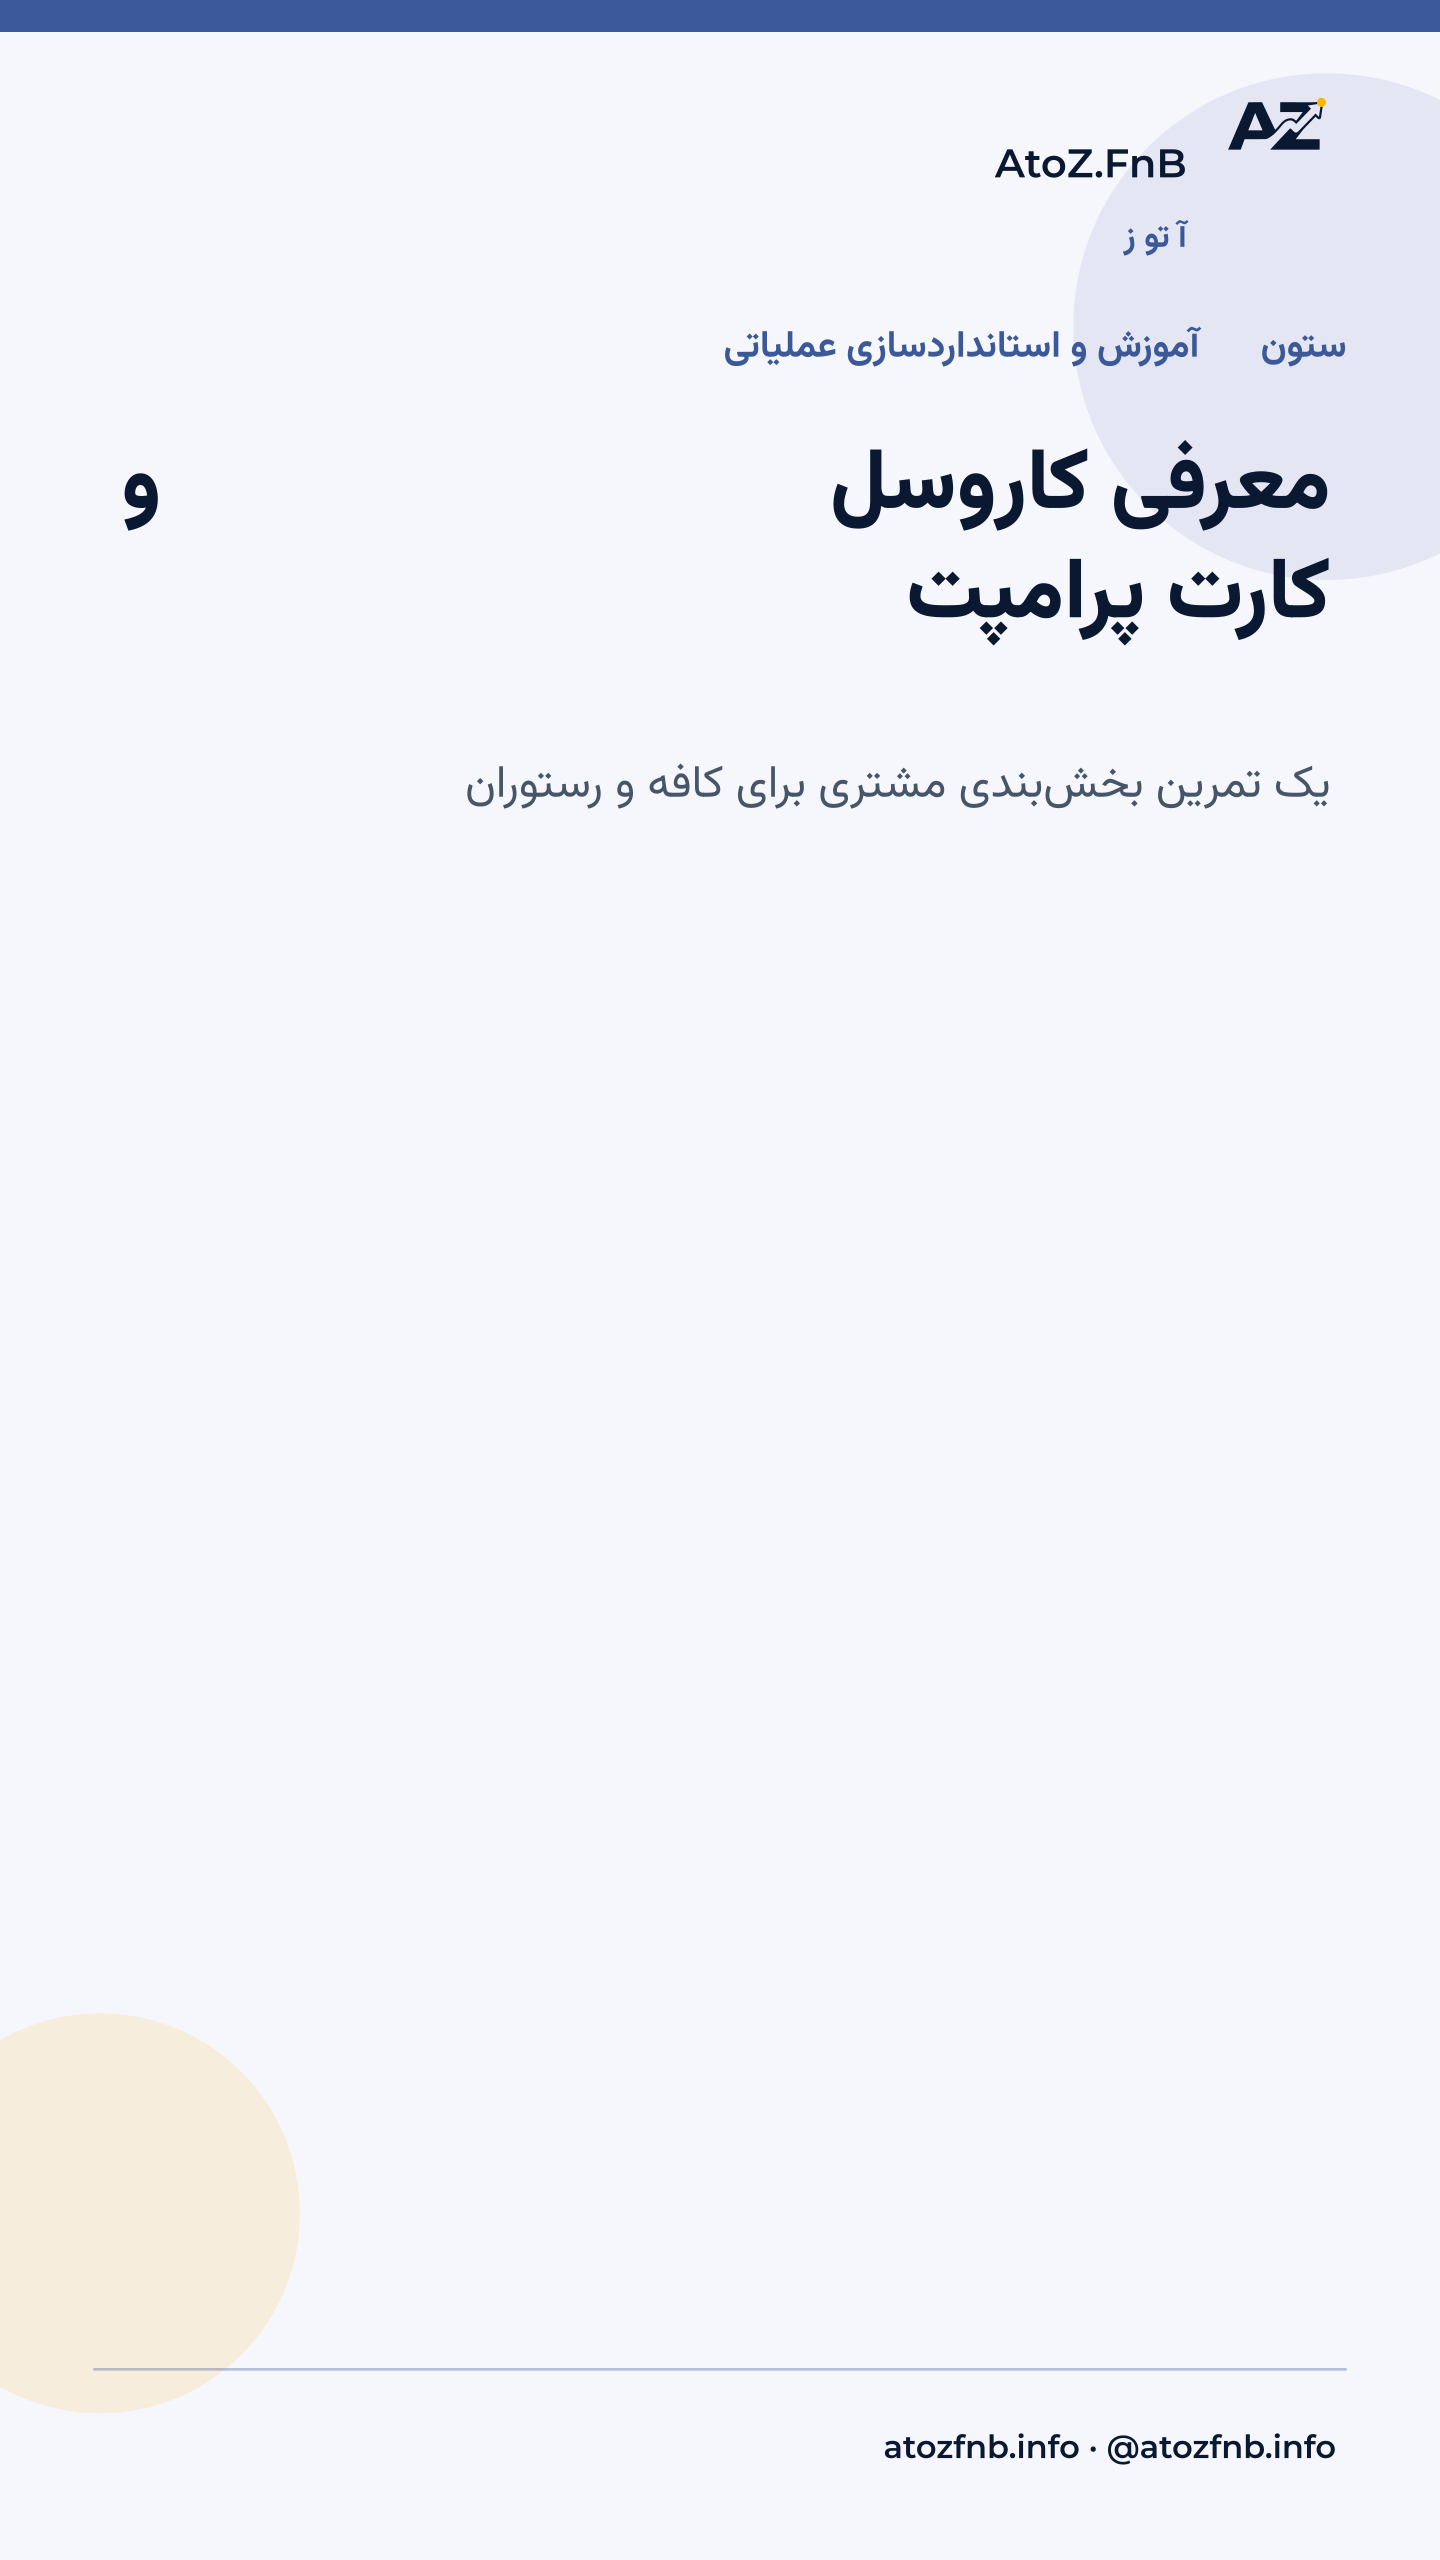 AZ
AtoZ.FnB
آ تو ز
ستون آموزش و استانداردسازی عملیاتی
معرفی کاروسل و
کارت پرامپت
یک تمرین بخش‌بندی مشتری برای کافه و رستوران
atozfnb.info · @atozfnb.info